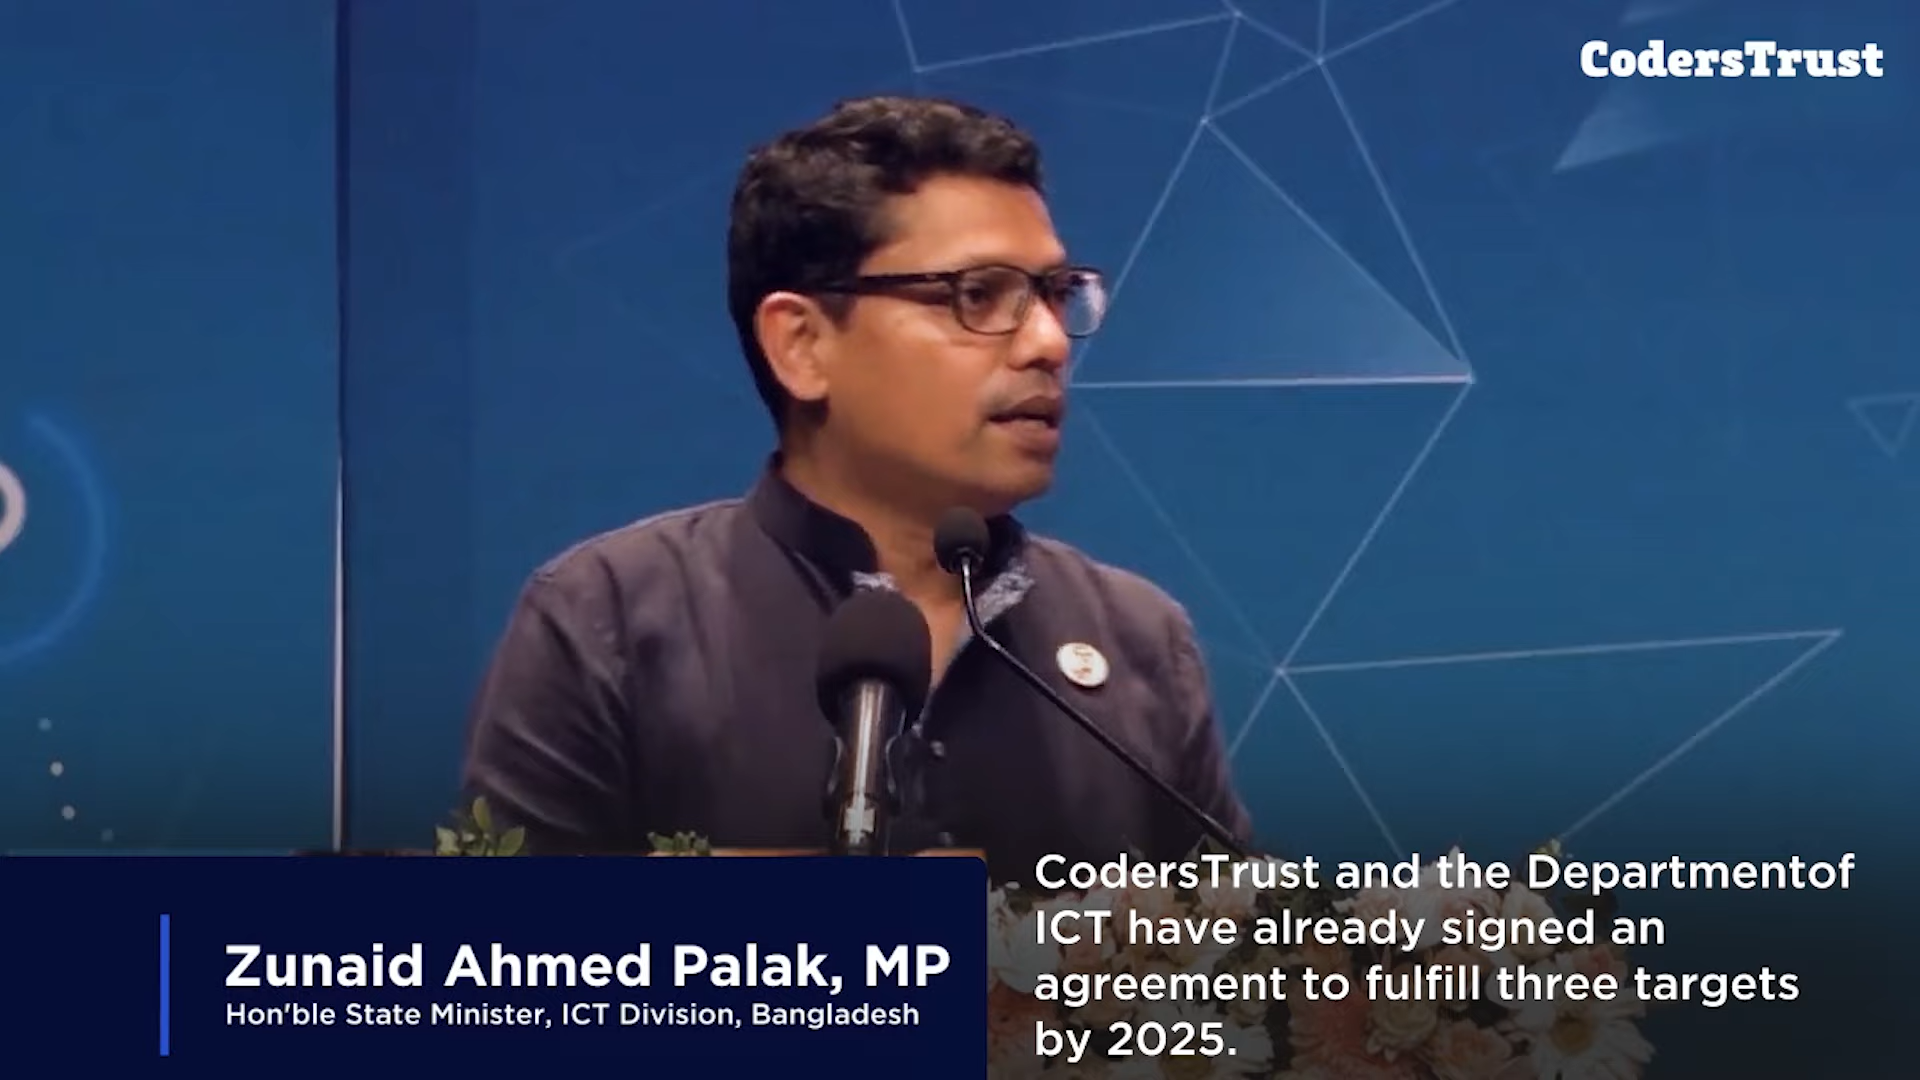 CodersTrust
Zunaid Ahmed Palak, MP
Hon'ble State Minister, ICT Division, Bangladesh
CodersTrust and the Departmentof
ICT have already signed an
agreement to fulfill three targets
by 2025.